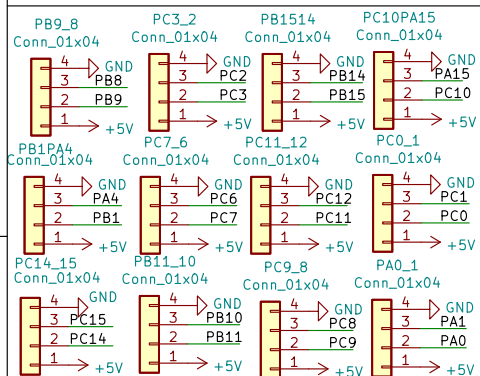 PB9_8
Conn_01x04
4 GND
3 PB8
2 PB9
1 +5V
PC3_2
Conn_01x04
4 GND
3 PC2
2 PC3
1 +5V
PB1514
Conn_01x04
4 GND
3 PB14
2 PB15
1 +5V
PC10PA15
Conn_01x04
4 GND
3 PA15
2 PC10
1 +5V
PB1PA4
Conn_01x04
4 GND
3 PA4
2 PB1
1 +5V
PC7_6
Conn_01x04
4 GND
3 PC6
2 PC7
1 +5V
PC11_12
Conn_01x04
4 GND
3 PC12
2 PC11
1 +5V
PC0_1
Conn_01x04
4 GND
3 PC1
2 PC0
1 +5V
PC14_15
Conn_01x04
4 GND
3 PC15
2 PC14
1 +5V
PB11_10
Conn_01x04
4 GND
3 PB10
2 PB11
1 +5V
PC9_8
Conn_01x04
4 GND
3 PC8
2 PC9
1 +5V
PA0_1
Conn_01x04
4 GND
3 PA1
2 PA0
1 +5V